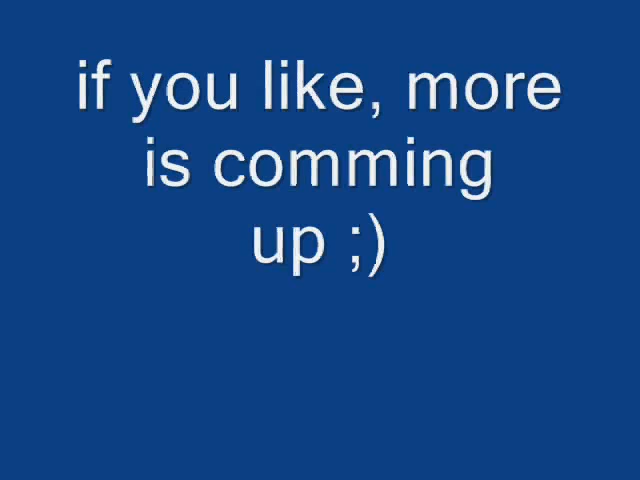 if you like, more
is comming
up ;)